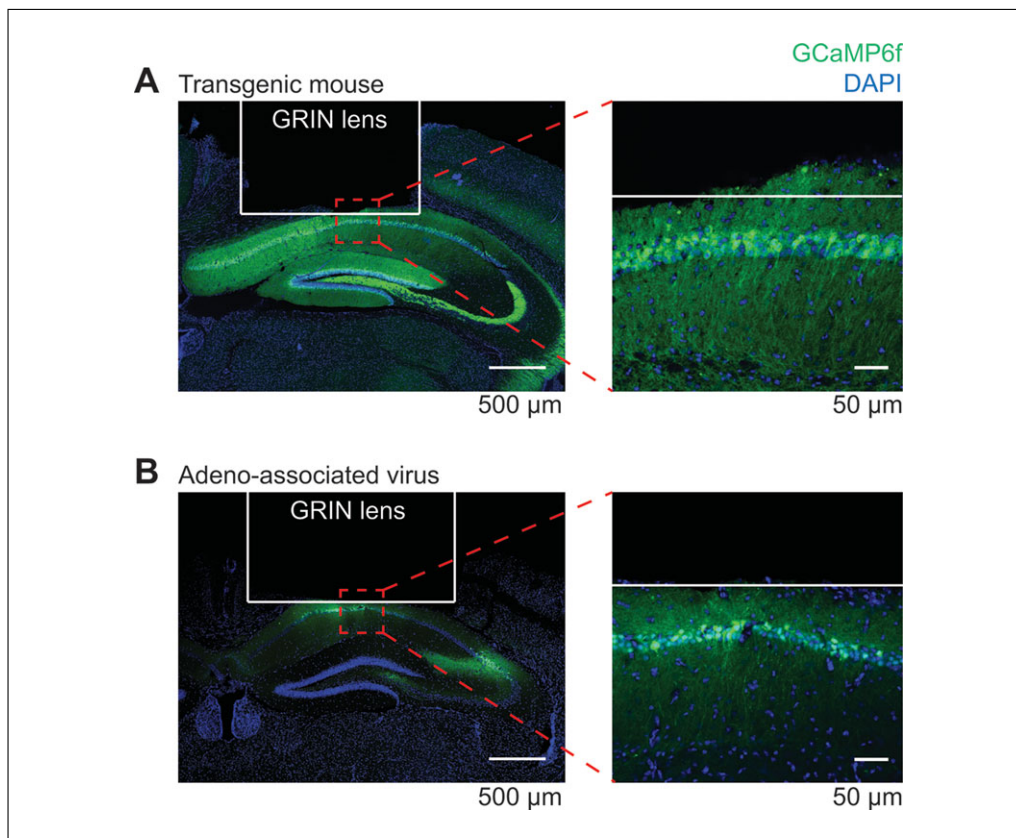 GCaMP6f
DAPI
A Transgenic mouse
GRIN lens
500 µm
50 µm
B Adeno-associated virus
GRIN lens
500 µm
50 µm